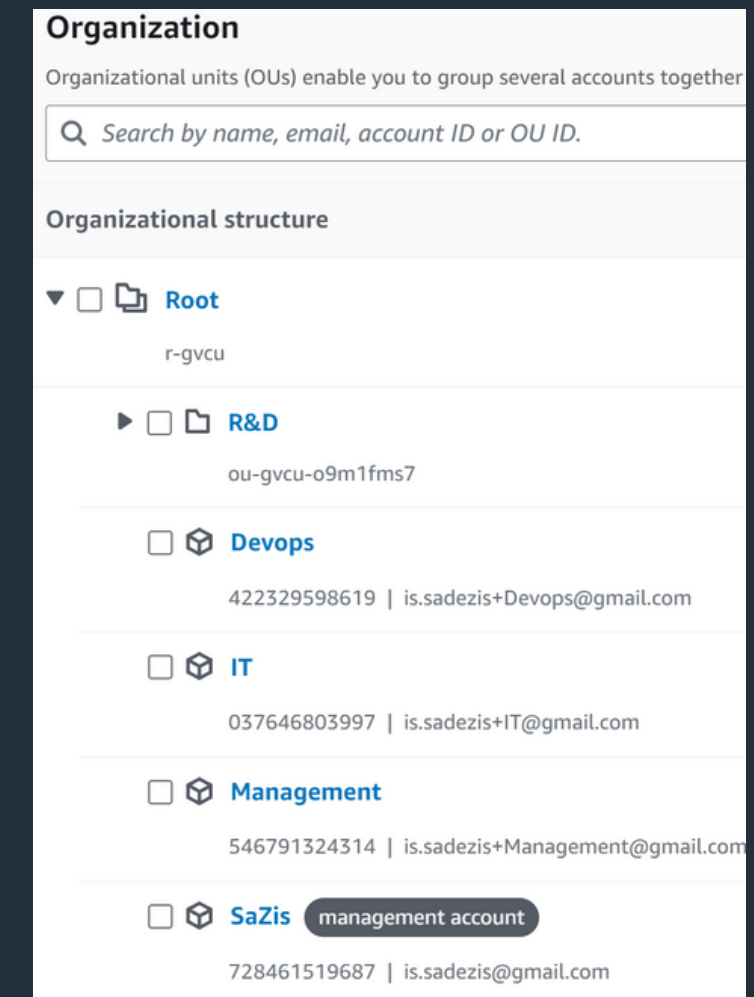 Organization
Organizational units (OUs) enable you to group several accounts together
Search by name, email, account ID or OU ID.
Organizational structure
Root
r-gvcu
R&D
ou-gvcu-o9m1fms7
Devops
422329598619 | is.sadezis+Devops@gmail.com
IT
037646803997 | is.sadezis+IT@gmail.com
Management
546791324314 | is.sadezis+Management@gmail.com
SaZis management account
728461519687 | is.sadezis@gmail.com